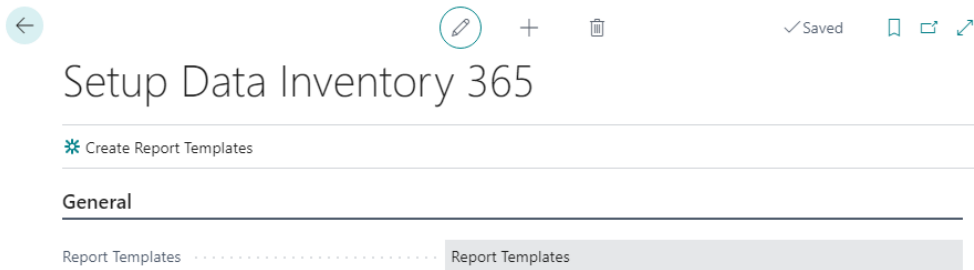 Saved
Setup Data Inventory 365
Create Report Templates
General
Report Templates Report Templates